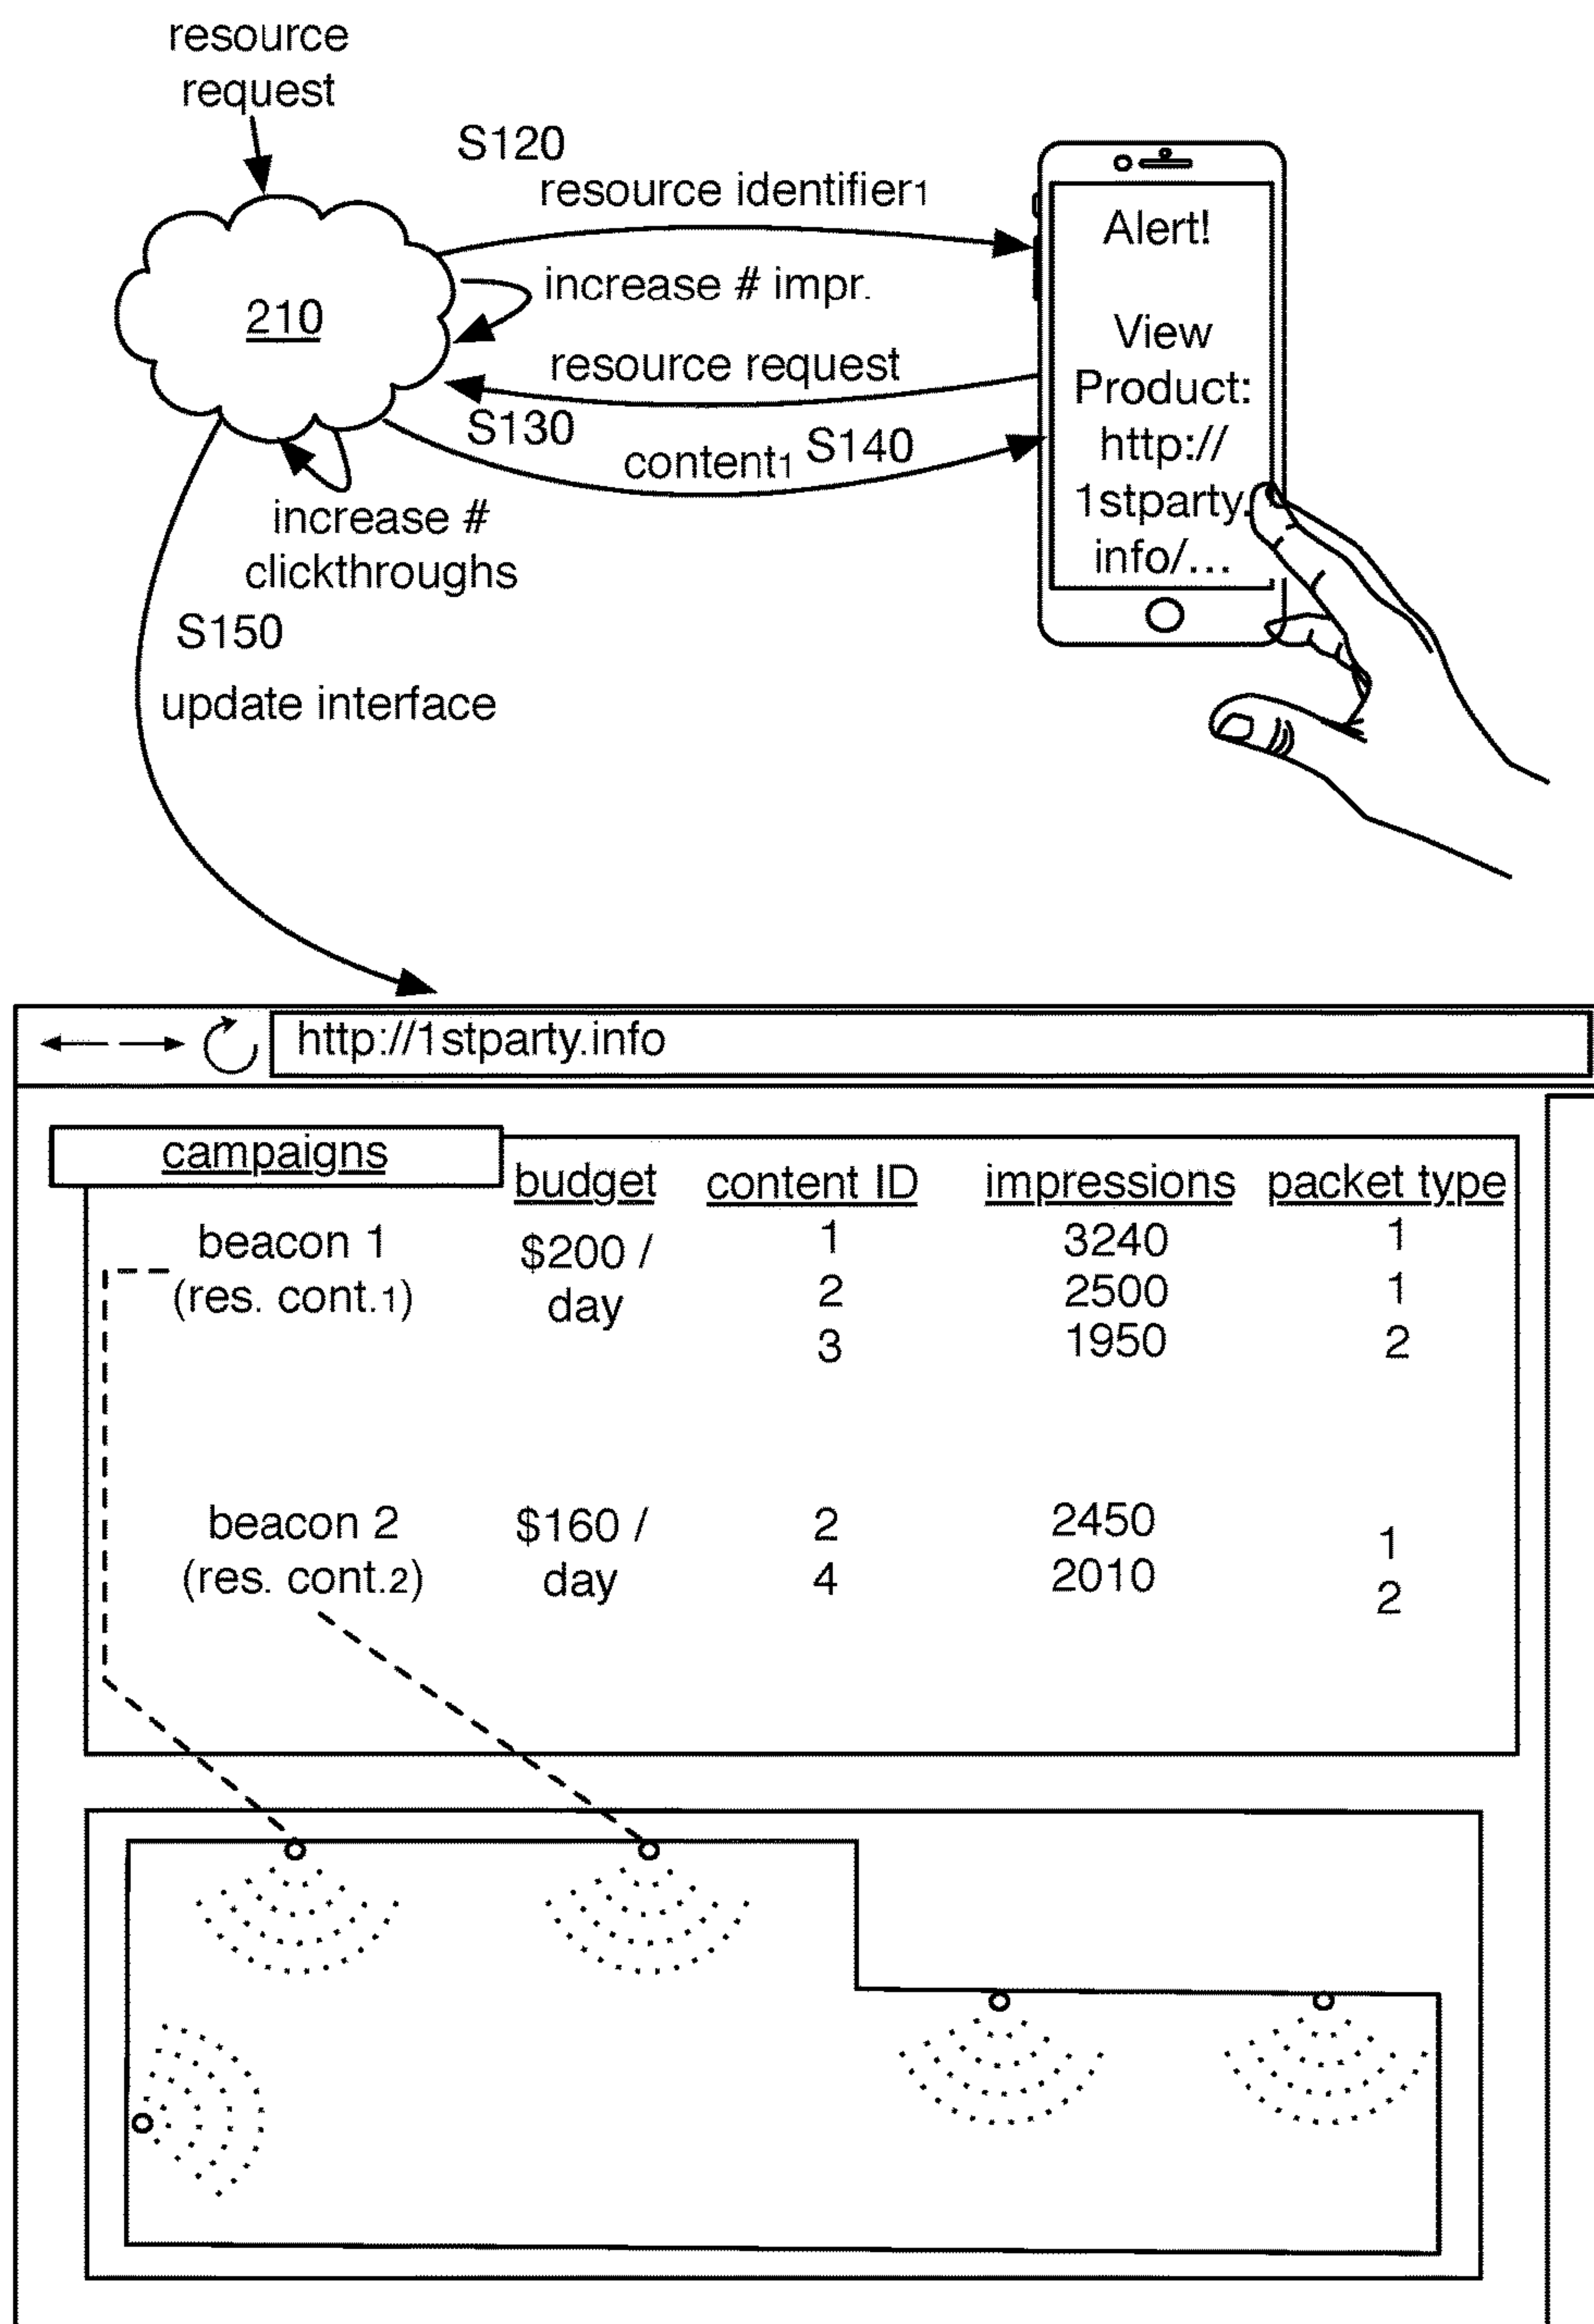 resource
request
S120
resource identifier1
increase # impr.
210
resource request
S130
content1 S140
increase #
clickthroughs
S150
update interface
Alert!
View
Product:
http://
1stparty.
info/...
http://1stparty.info
campaigns budget content ID impressions packet type
beacon 1 $200 / 1 3240 1
(res. cont.1) day 2 2500 1
3 1950 2
beacon 2 $160 / 2 2450 1
(res. cont.2) day 4 2010 2